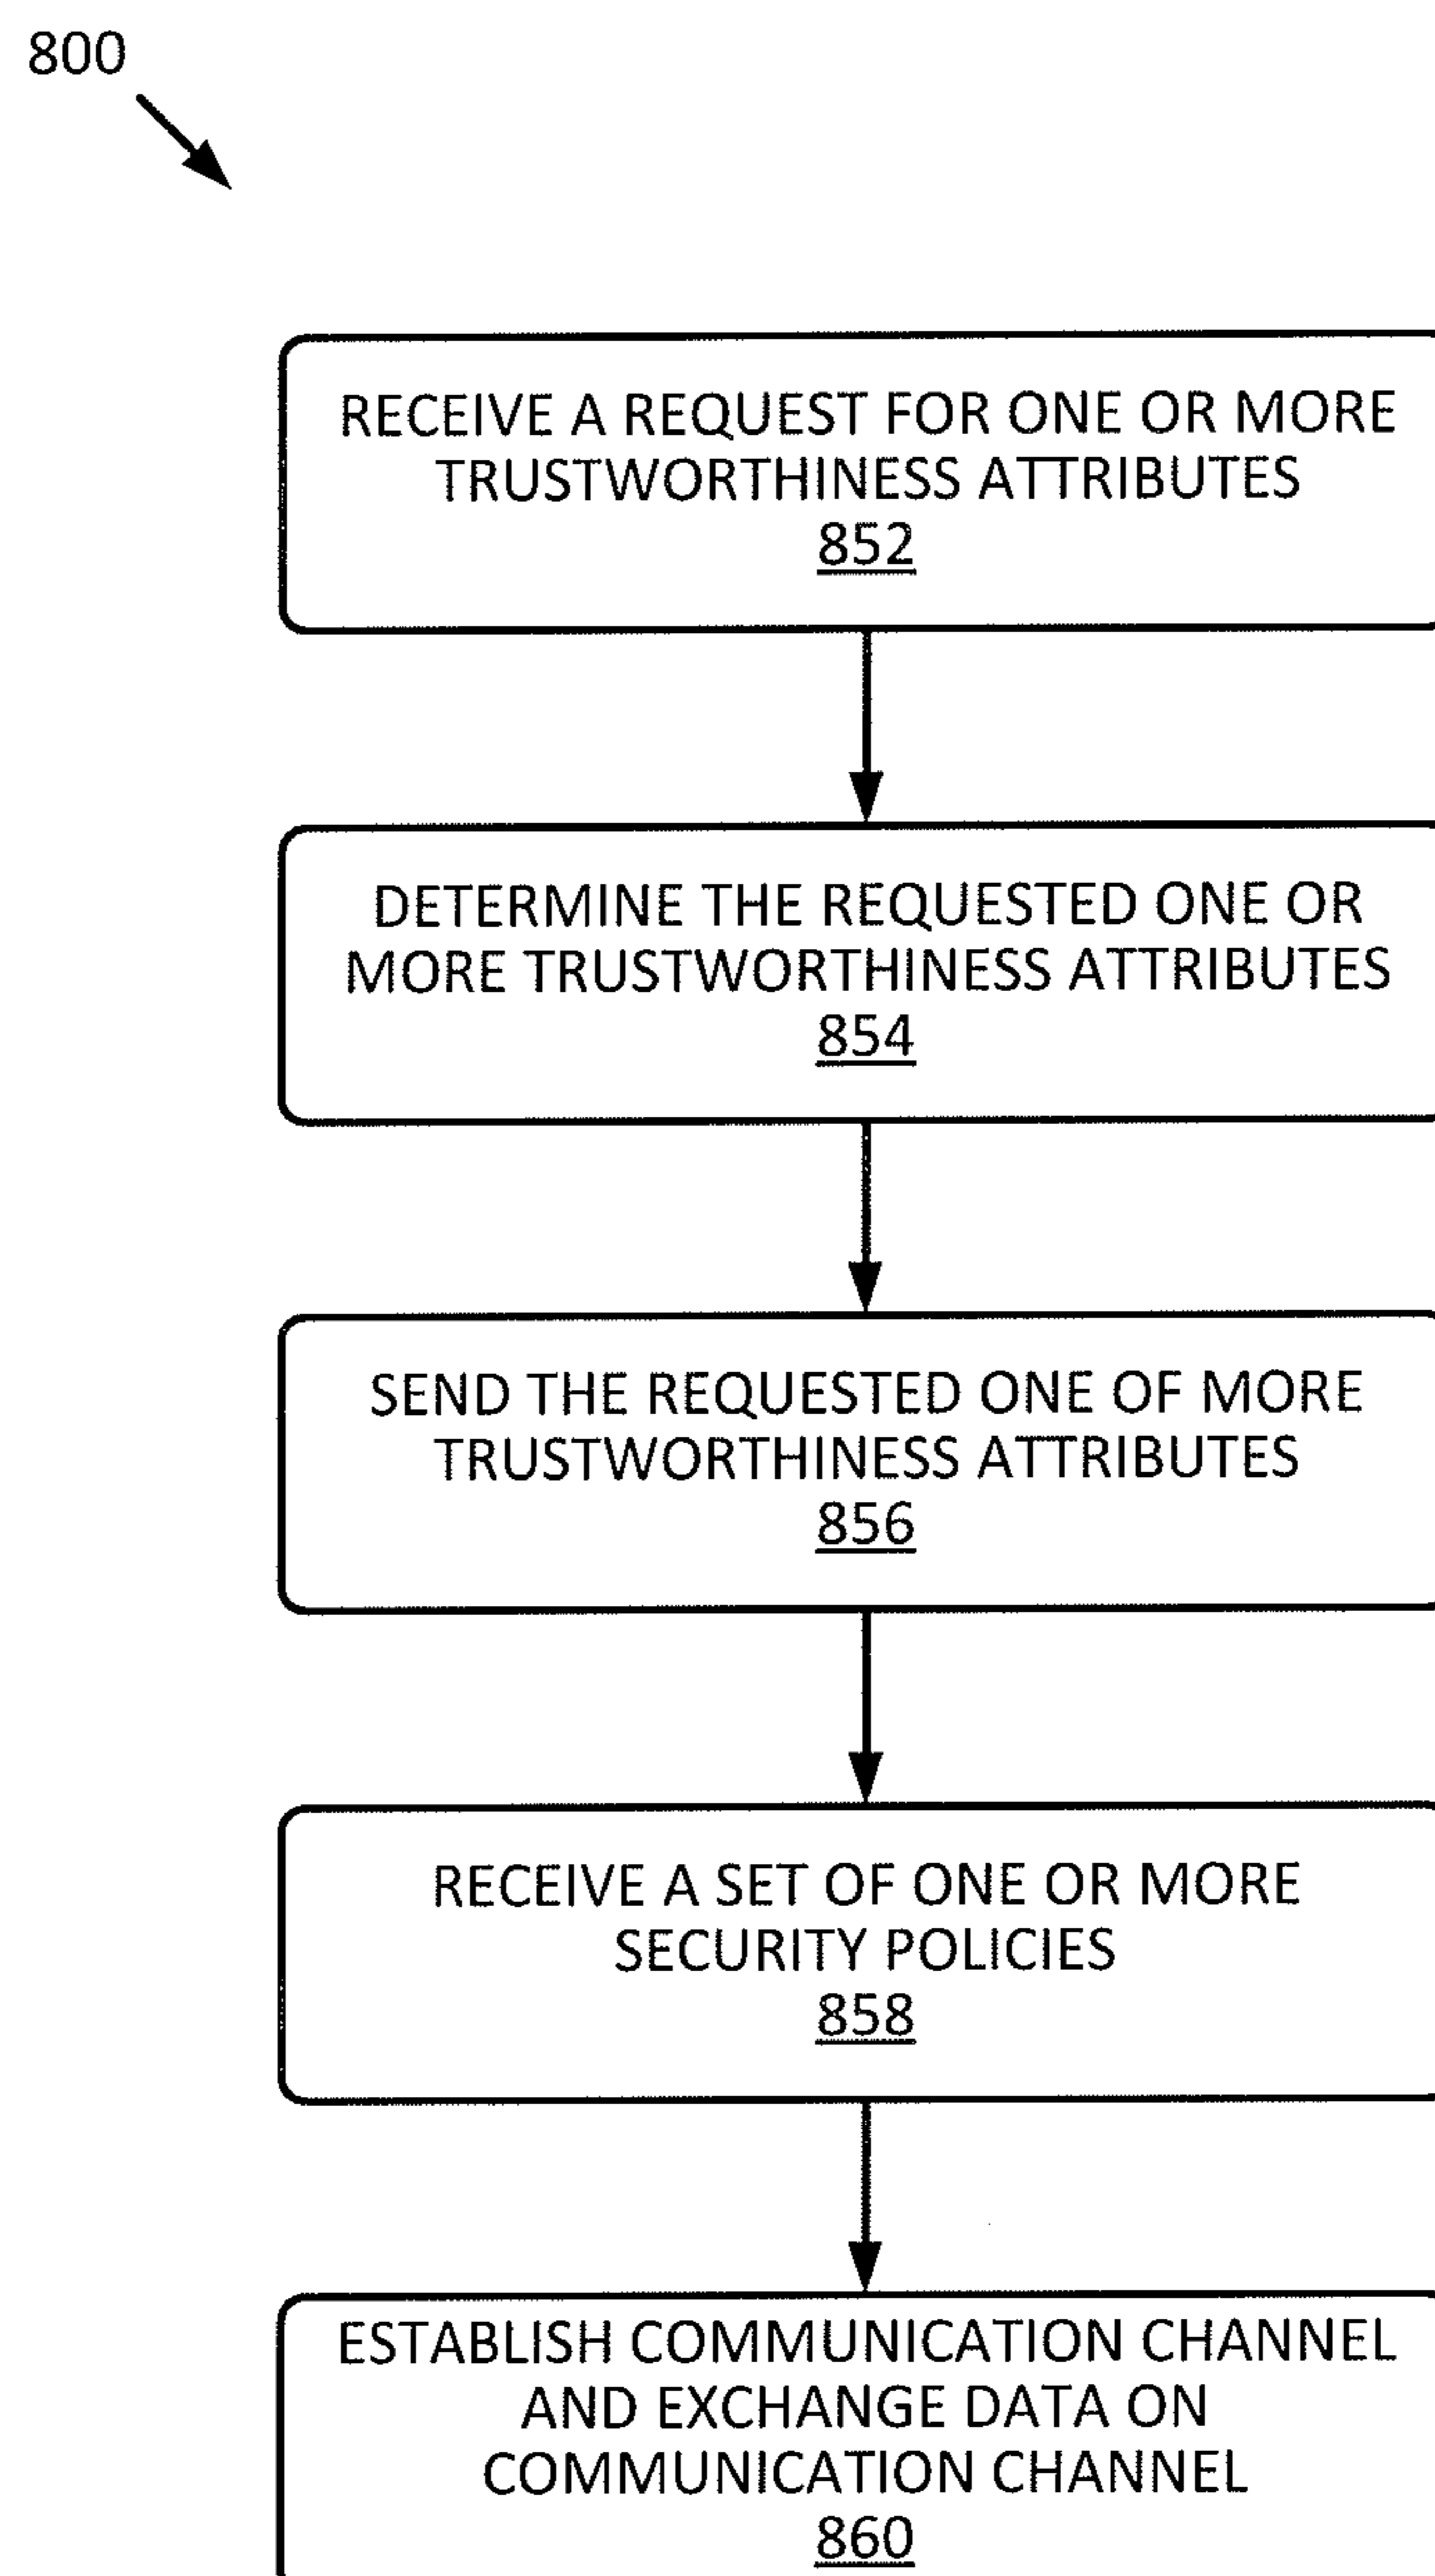 800
RECEIVE A REQUEST FOR ONE OR MORE
TRUSTWORTHINESS ATTRIBUTES
852
DETERMINE THE REQUESTED ONE OR
MORE TRUSTWORTHINESS ATTRIBUTES
854
SEND THE REQUESTED ONE OF MORE
TRUSTWORTHINESS ATTRIBUTES
856
RECEIVE A SET OF ONE OR MORE
SECURITY POLICIES
858
ESTABLISH COMMUNICATION CHANNEL
AND EXCHANGE DATA ON
COMMUNICATION CHANNEL
860